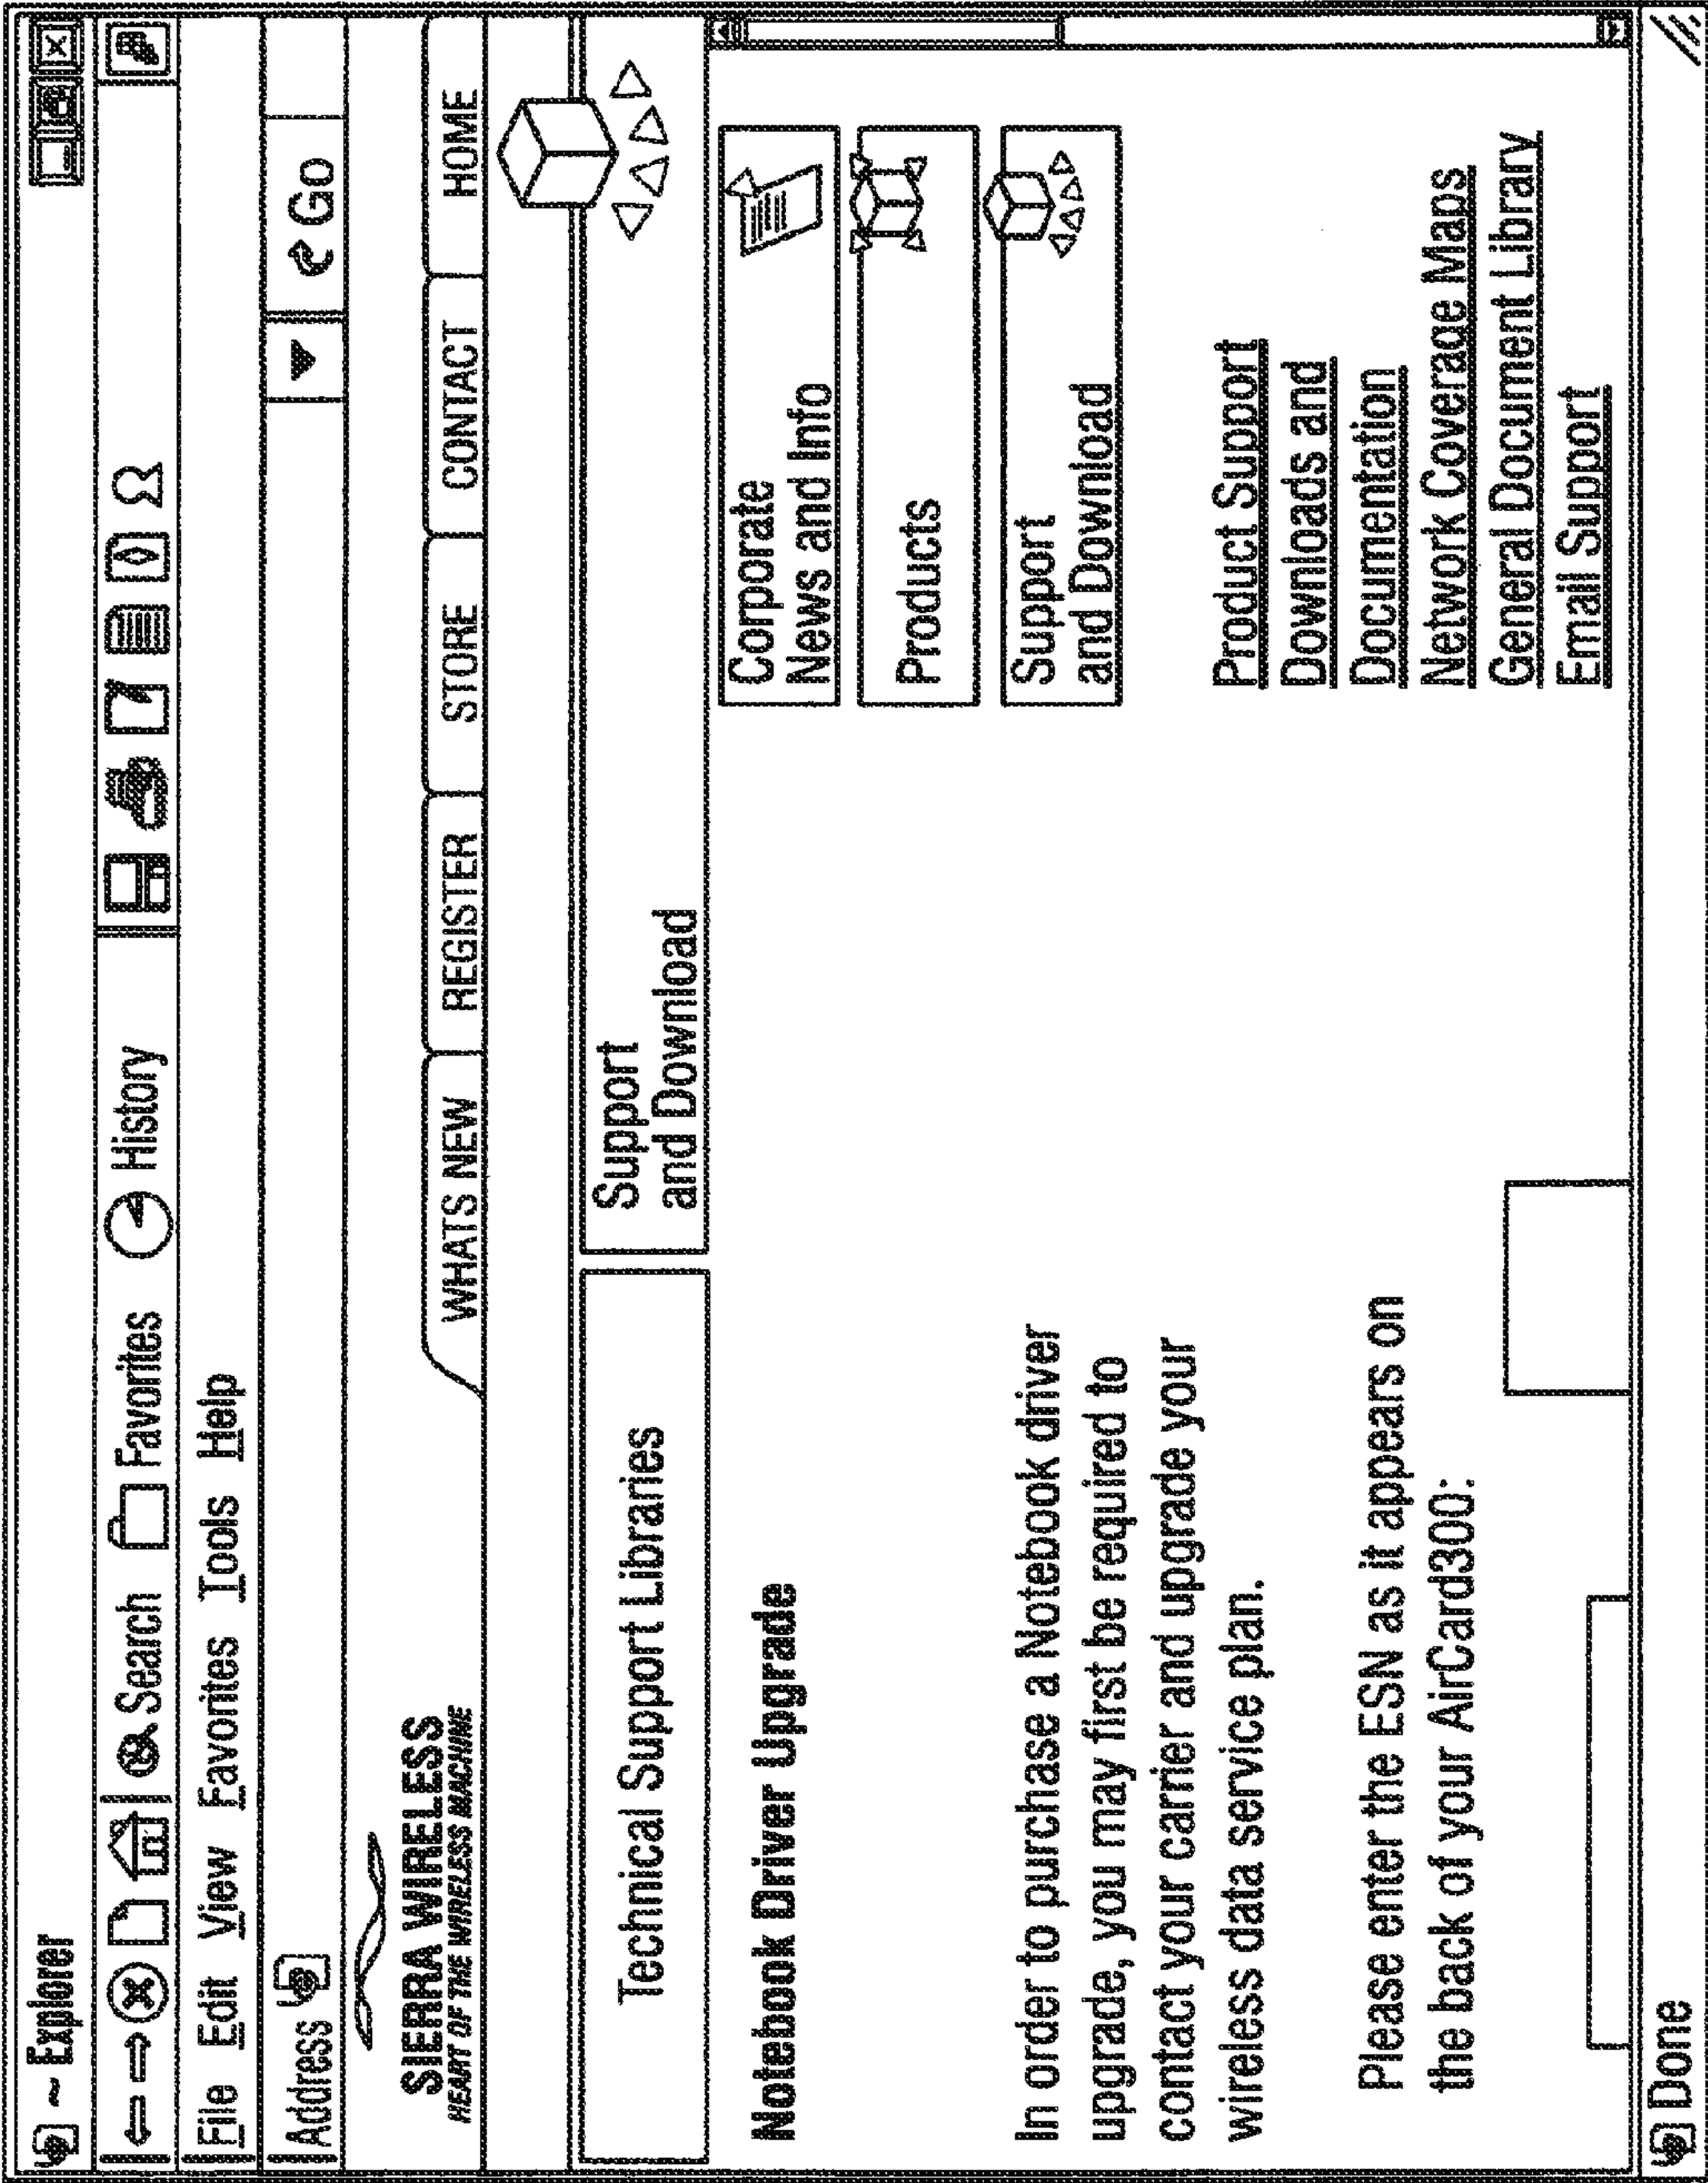 ~ Explorer
Search Favorites History
File Edit View Favorites Tools Help
Address
Go
SIERRA WIRELESS
HEART OF THE WIRELESS MACHINE
WHATS NEW REGISTER STORE CONTACT HOME
Technical Support Libraries
Support
and Download
Notebook Driver Upgrade
In order to purchase a Notebook driver
upgrade, you may first be required to
contact your carrier and upgrade your
wireless data service plan.
Please enter the ESN as it appears on
the back of your AirCard300:
Corporate
News and Info
Products
Support
and Download
Product Support
Downloads and
Documentation
Network Coverage Maps
General Document Library
Email Support
Done